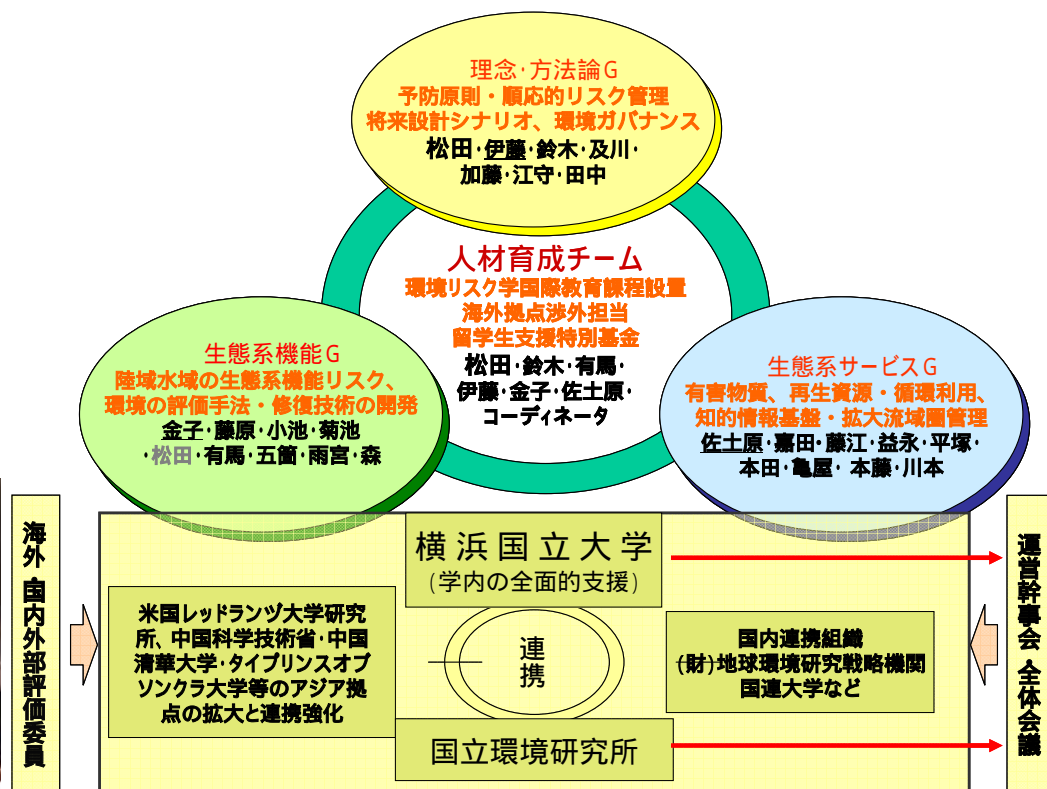 理念・方法論G
予防原則・順応的リスク管理
将来設計シナリオ、環境ガバナンス
松田・伊藤・鈴木・及川・
加藤・江守・田中
人材育成チーム
環境リスク学国際教育課程設置
海外拠点渉外担当
留学生支援特別基金
松田・鈴木・有馬・
伊藤・金子・佐土原・
コーディネータ
生態系機能G
陸域水域の生態系機能リスク、
環境の評価手法・修復技術の開発
金子・藤原・小池・菊池
・松田・有馬・五箇・雨宮・森
生態系サービスG
有害物質、再生資源・循環利用、
知的情報基盤・拡大流域圏管理
佐土原・嘉田・藤江・益永・平塚・
本田・亀屋・本藤・川本
海外・国内外部評価委員
横浜国立大学
(学内の全面的支援)
米国レッドランヅ大学研究
所、中国科学技術省・中国
清華大学・タイプリンスオブ
ソンクラ大学等のアジア拠
点の拡大と連携強化
連携
国内連携組織
(財)地球環境研究戦略機関
国連大学など
国立環境研究所
運営幹事会・全体会議